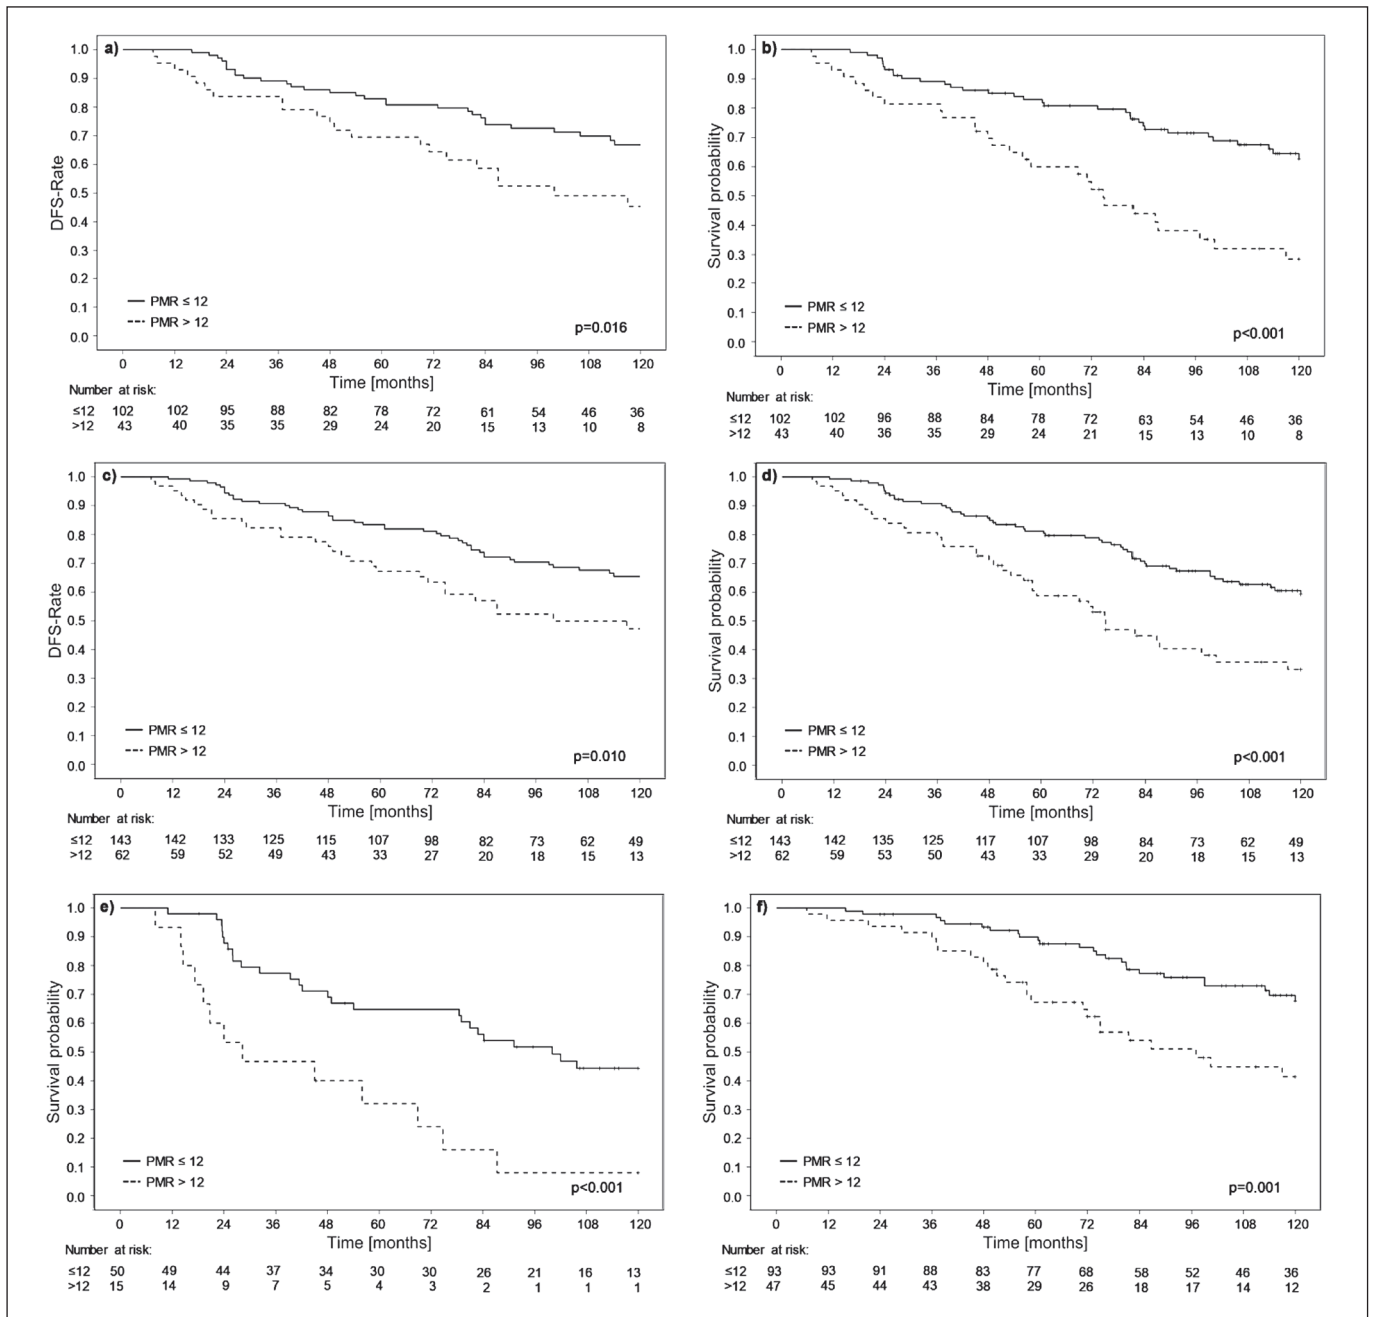 a)
1.0
0.9
0.8
0.7
0.6
0.5
0.4
0.3
0.2
0.1
0.0
DFS-Rate
PMR ≤ 12
PMR > 12
p=0.016
0 12 24 36 48 60 72 84 96 108 120
Time [months]
Number at risk:
≤12 102 102 95 88 82 78 72 61 54 46 36
>12 43 40 35 35 29 24 20 15 13 10 8
b)
1.0
0.9
0.8
0.7
0.6
0.5
0.4
0.3
0.2
0.1
0.0
Survival probability
PMR ≤ 12
PMR > 12
p<0.001
0 12 24 36 48 60 72 84 96 108 120
Time [months]
Number at risk:
≤12 102 102 96 88 84 78 72 63 54 46 36
>12 43 40 36 35 29 24 21 15 13 10 8
c)
1.0
0.9
0.8
0.7
0.6
0.5
0.4
0.3
0.2
0.1
0.0
DFS-Rate
PMR ≤ 12
PMR > 12
p=0.010
0 12 24 36 48 60 72 84 96 108 120
Time [months]
Number at risk:
≤12 143 142 133 125 115 107 98 82 73 62 49
>12 62 59 52 49 43 33 27 20 18 15 13
d)
1.0
0.9
0.8
0.7
0.6
0.5
0.4
0.3
0.2
0.1
0.0
Survival probability
PMR ≤ 12
PMR > 12
p<0.001
0 12 24 36 48 60 72 84 96 108 120
Time [months]
Number at risk:
≤12 143 142 135 125 117 107 98 84 73 62 49
>12 62 59 53 50 43 33 29 20 18 15 13
e)
1.0
0.9
0.8
0.7
0.6
0.5
0.4
0.3
0.2
0.1
0.0
Survival probability
PMR ≤ 12
PMR > 12
p<0.001
0 12 24 36 48 60 72 84 96 108 120
Time [months]
Number at risk:
≤12 50 49 44 37 34 30 30 26 21 16 13
>12 15 14 9 7 5 4 3 2 1 1 1
f)
1.0
0.9
0.8
0.7
0.6
0.5
0.4
0.3
0.2
0.1
0.0
Survival probability
PMR ≤ 12
PMR > 12
p=0.001
0 12 24 36 48 60 72 84 96 108 120
Time [months]
Number at risk:
≤12 93 93 91 88 83 77 68 58 52 46 36
>12 47 45 44 43 38 29 26 18 17 14 12